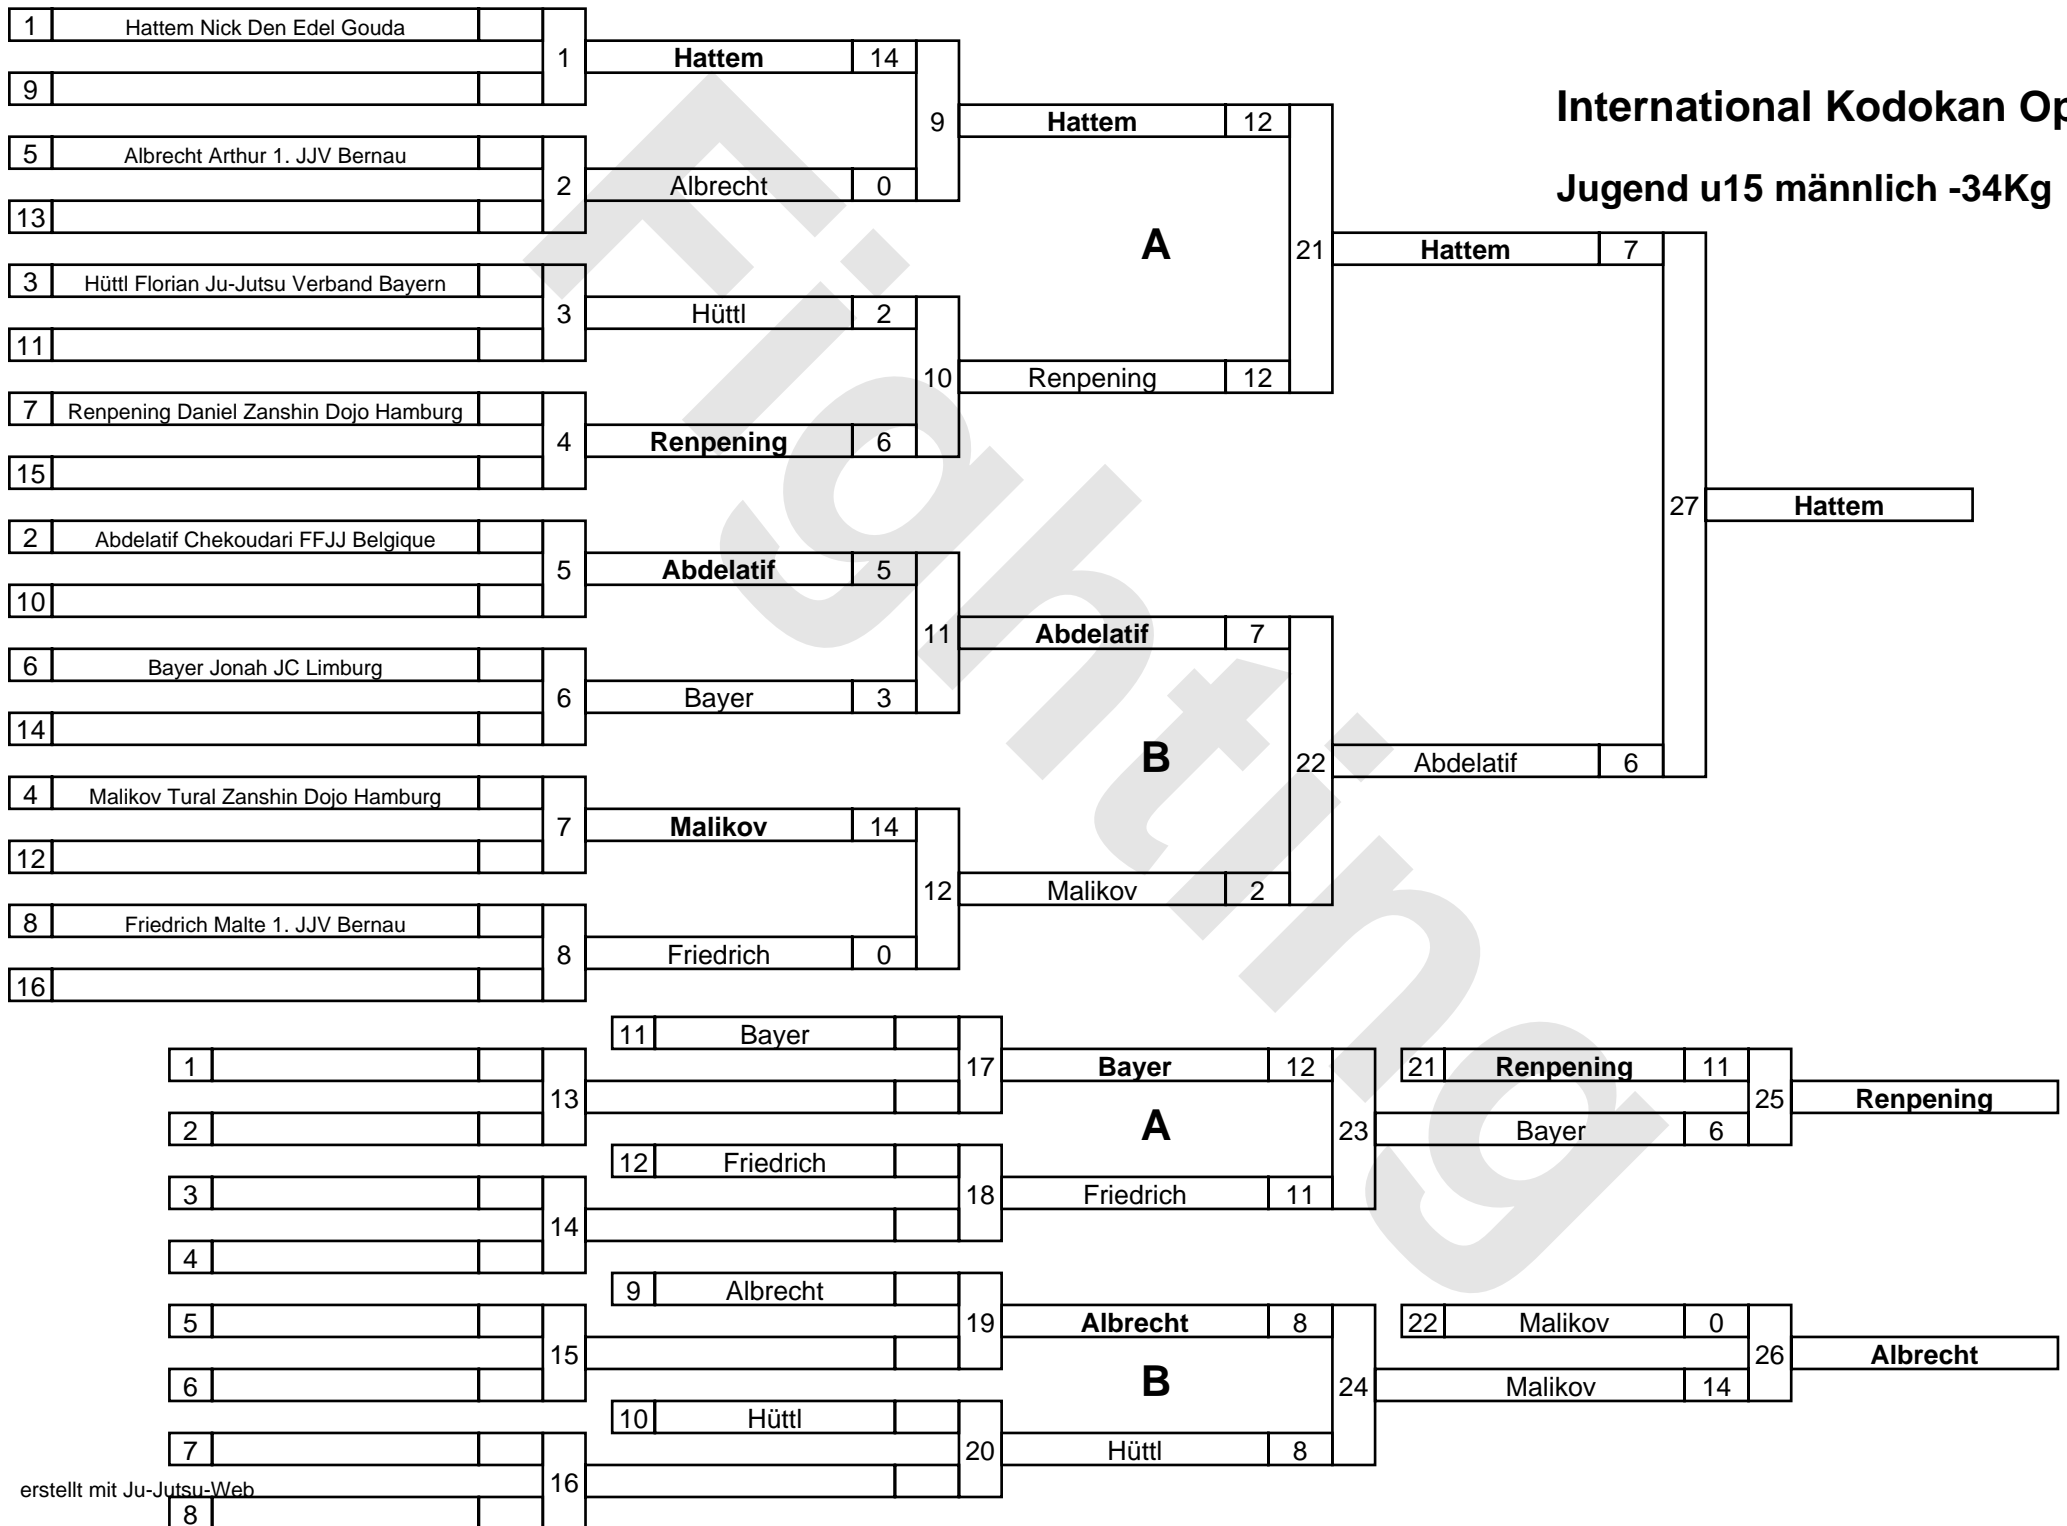 1 Hattem Nick Den Edel Gouda
1 Hattem 14
9
9 Hattem 12
International Kodokan Op
5 Albrecht Arthur 1. JJV Bernau
2 Albrecht 0
13
Jugend u15 männlich -34Kg
A
21 Hattem 7
3 Hüttl Florian Ju-Jutsu Verband Bayern
3 Hüttl 2
11
10 Renpening 12
7 Renpening Daniel Zanshin Dojo Hamburg
4 Renpening 6
15
27 Hattem
2 Abdelatif Chekoudari FFJJ Belgique
5 Abdelatif 5
10
11 Abdelatif 7
6 Bayer Jonah JC Limburg
6 Bayer 3
14
B
22 Abdelatif 6
4 Malikov Tural Zanshin Dojo Hamburg
7 Malikov 14
12
12 Malikov 2
8 Friedrich Malte 1. JJV Bernau
8 Friedrich 0
16
Fighting
11 Bayer
1
17 Bayer 12
21 Renpening 11
13
25 Renpening
2
A
23 Bayer 6
12 Friedrich
3
18 Friedrich 11
14
4
9 Albrecht
5
19 Albrecht 8
22 Malikov 0
15
26 Albrecht
6
B
24 Malikov 14
10 Hüttl
7
20 Hüttl 8
16
erstellt mit Ju-Jutsu-Web
8